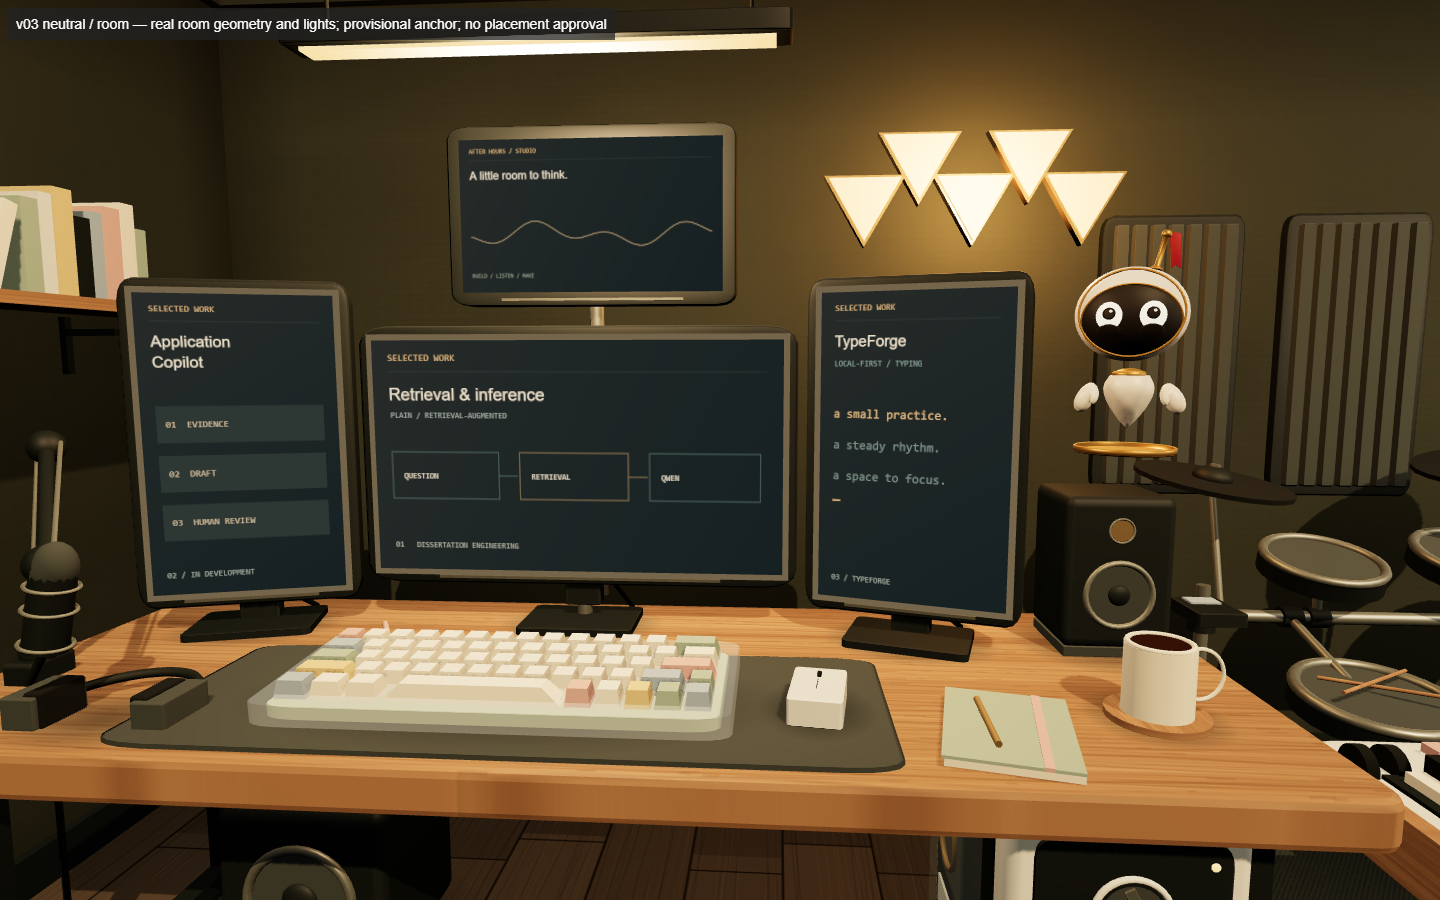 v03 neutral / room — real room geometry and lights; provisional anchor; no placement approval
AFTER HOURS / STUDIO
A little room to think.
BUILD / LISTEN / MAKE
SELECTED WORK
Application
Copilot
01 EVIDENCE
02 DRAFT
03 HUMAN REVIEW
02 / IN DEVELOPMENT
SELECTED WORK
Retrieval & inference
PLAIN / RETRIEVAL-AUGMENTED
QUESTION
RETRIEVAL
QWEN
01 DISSERTATION ENGINEERING
SELECTED WORK
TypeForge
LOCAL-FIRST / TYPING
a small practice.
a steady rhythm.
a space to focus.
03 / TYPEFORGE